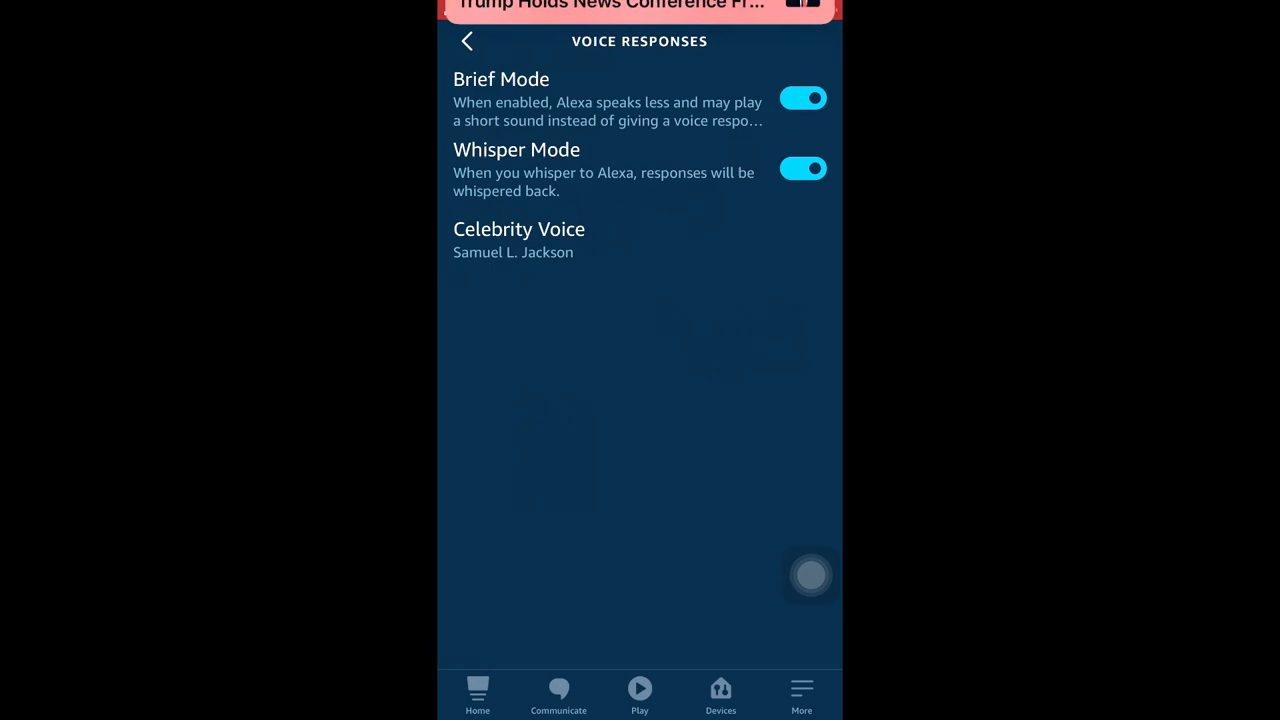 Trump Holds News Conference Fr...
VOICE RESPONSES
Brief Mode
When enabled, Alexa speaks less and may play
a short sound instead of giving a voice respo...
Whisper Mode
When you whisper to Alexa, responses will be
whispered back.
Celebrity Voice
Samuel L. Jackson
Home
Communicate
Play
Devices
More